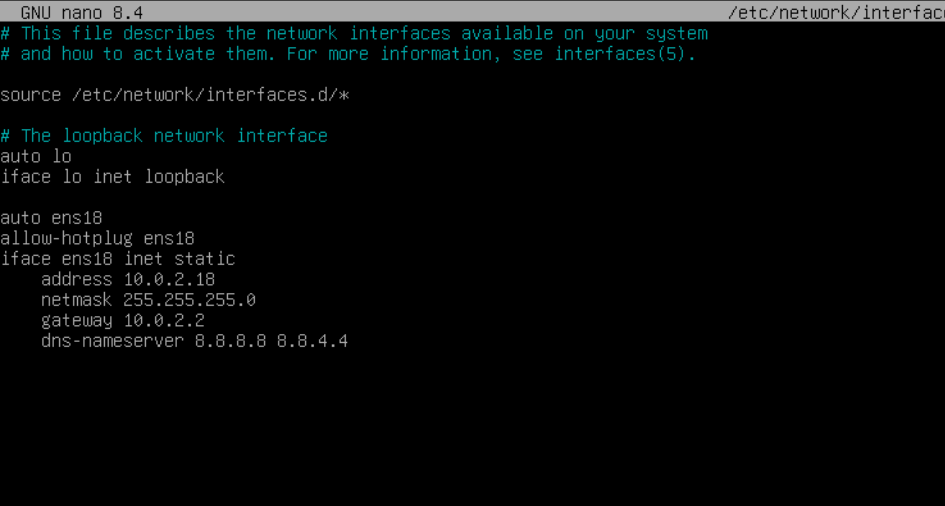 GNU nano 8.4 /etc/network/interfac
# This file describes the network interfaces available on your system
# and how to activate them. For more information, see interfaces(5).
source /etc/network/interfaces.d/*
# The loopback network interface
auto lo
iface lo inet loopback
auto ens18
allow-hotplug ens18
iface ens18 inet static
    address 10.0.2.18
    netmask 255.255.255.0
    gateway 10.0.2.2
    dns-nameserver 8.8.8.8 8.8.4.4